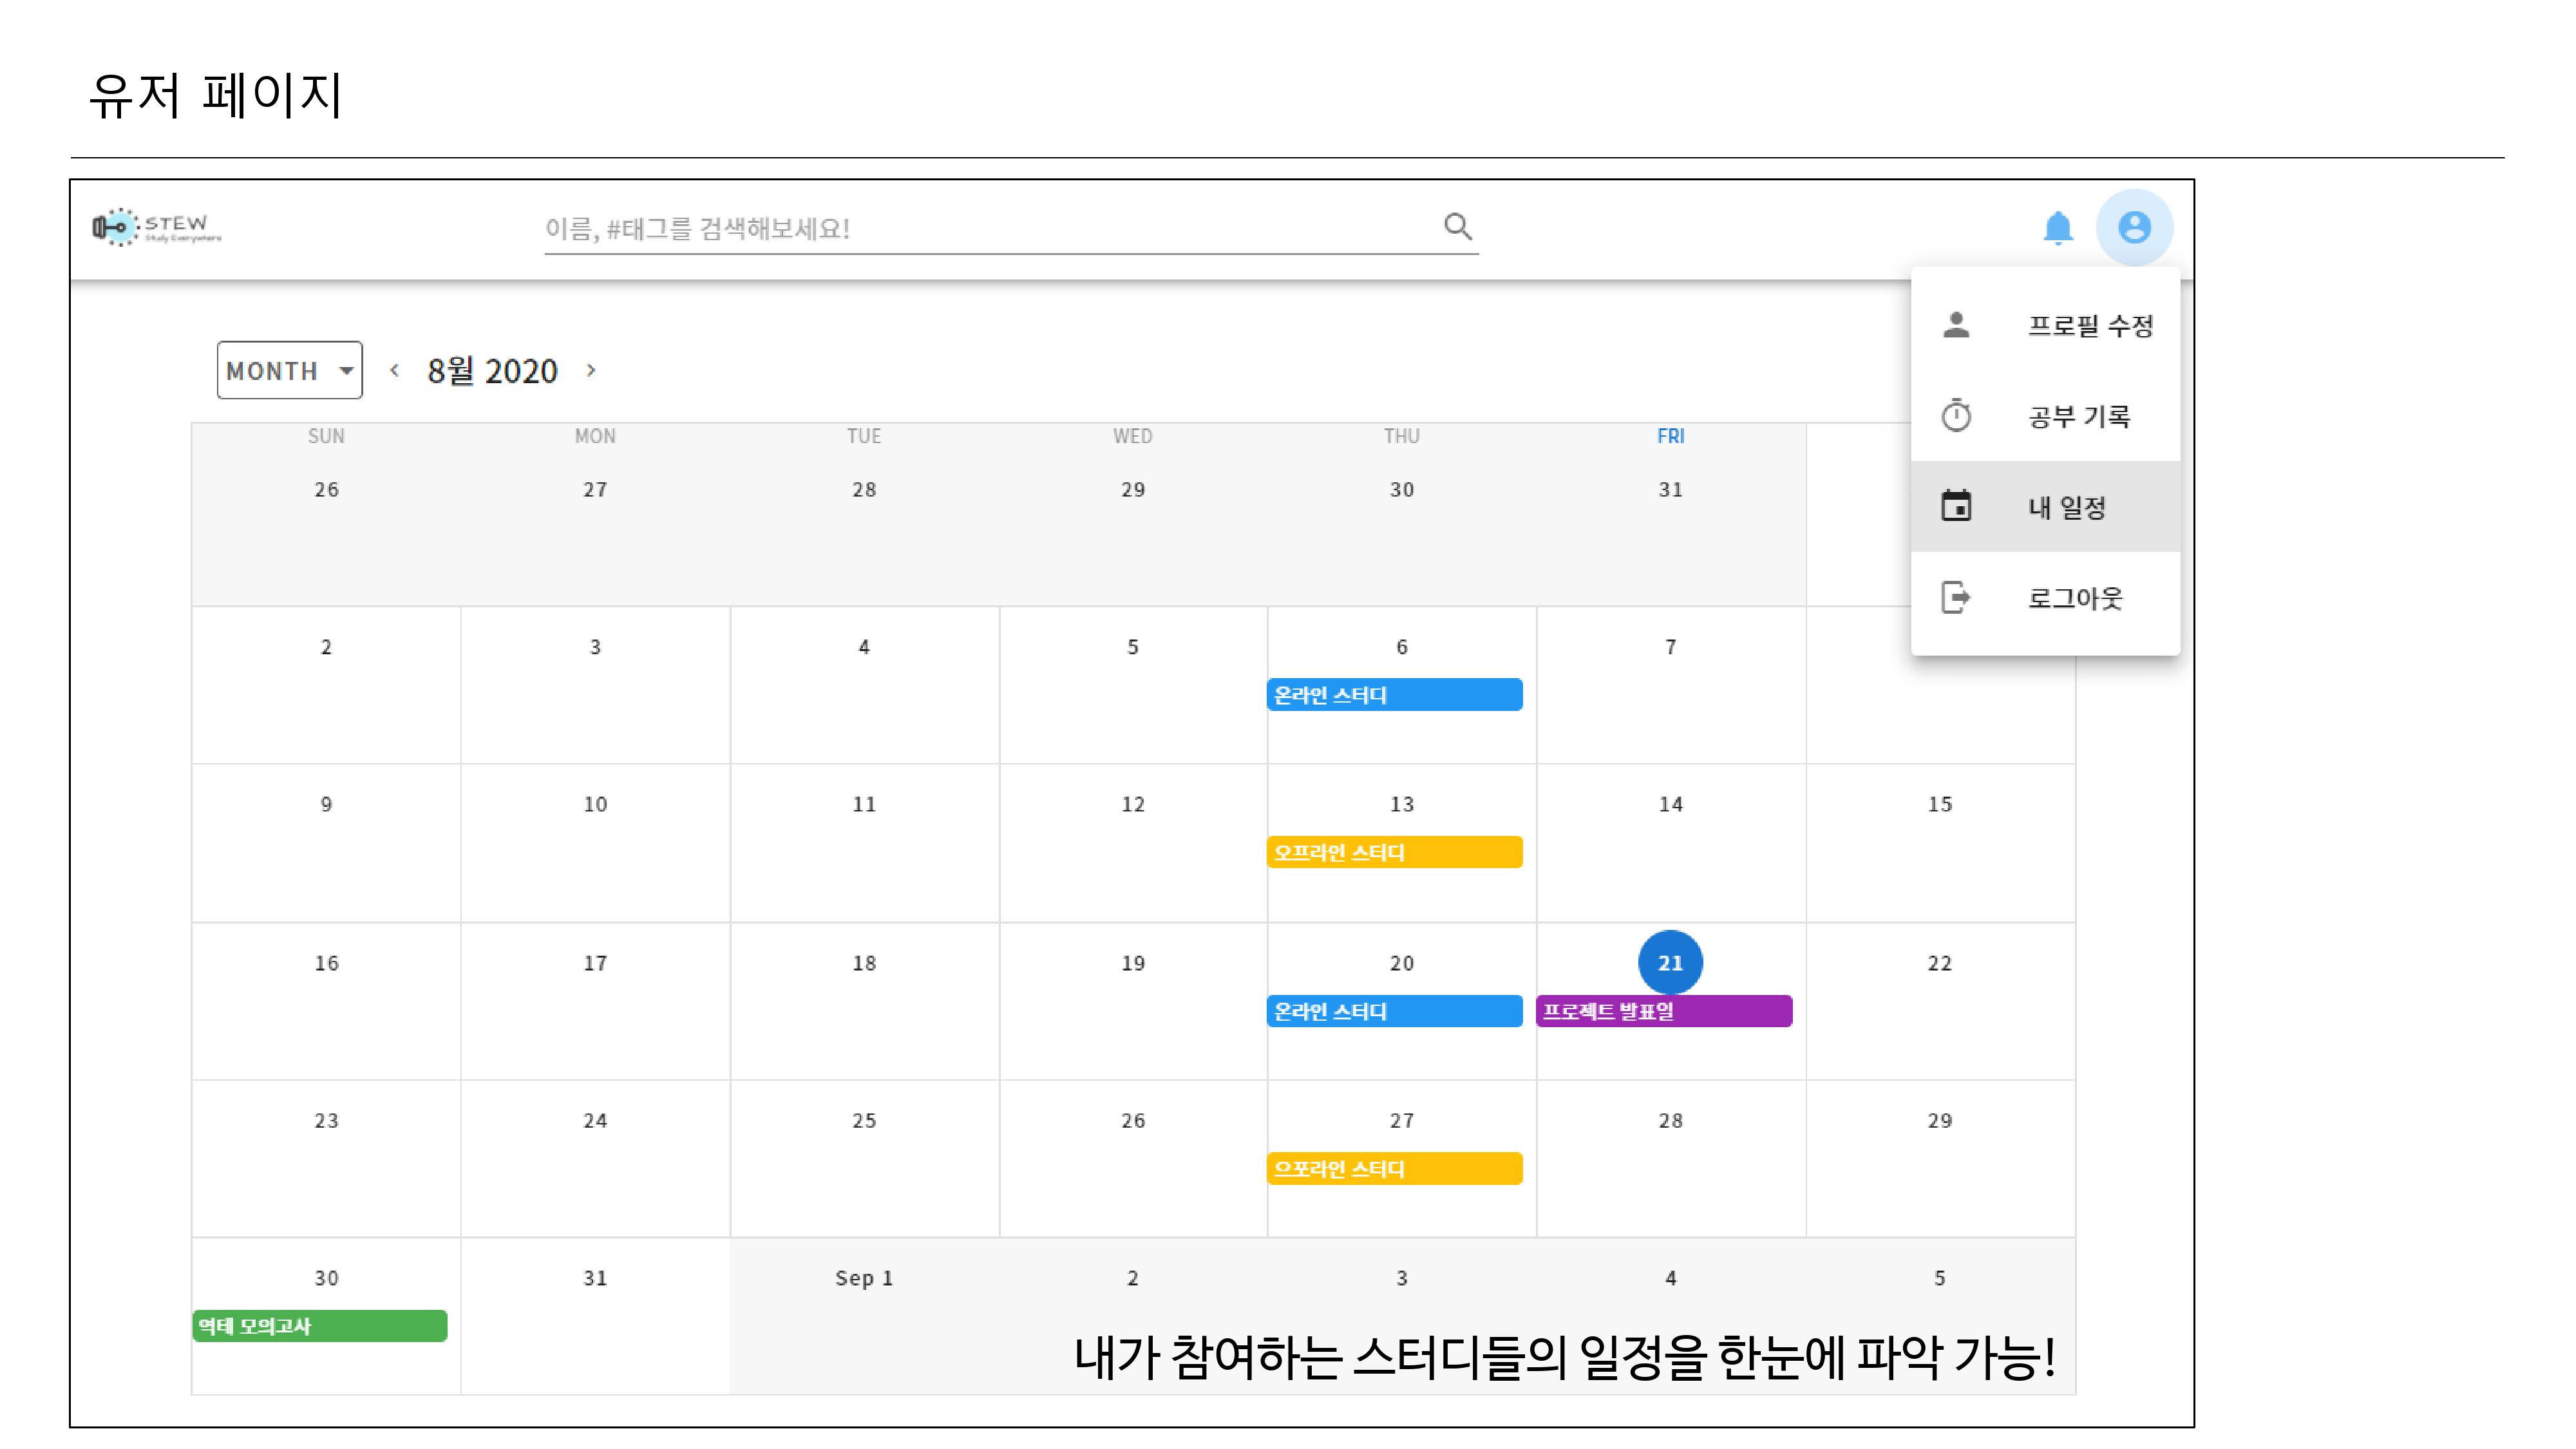 유저 페이지
STEW
Study Everywhere
이름, #태그를 검색해보세요!
프로필 수정
공부 기록
내 일정
로그아웃
MONTH
8월 2020
SUN MON TUE WED THU FRI
26 27 28 29 30 31
2 3 4 5 6 7
온라인 스터디
9 10 11 12 13 14 15
오프라인 스터디
16 17 18 19 20 21 22
온라인 스터디 프로젝트 발표일
23 24 25 26 27 28 29
으포라인 스터디
30 31 Sep 1 2 3 4 5
역테 모의고사
내가 참여하는 스터디들의 일정을 한눈에 파악 가능!